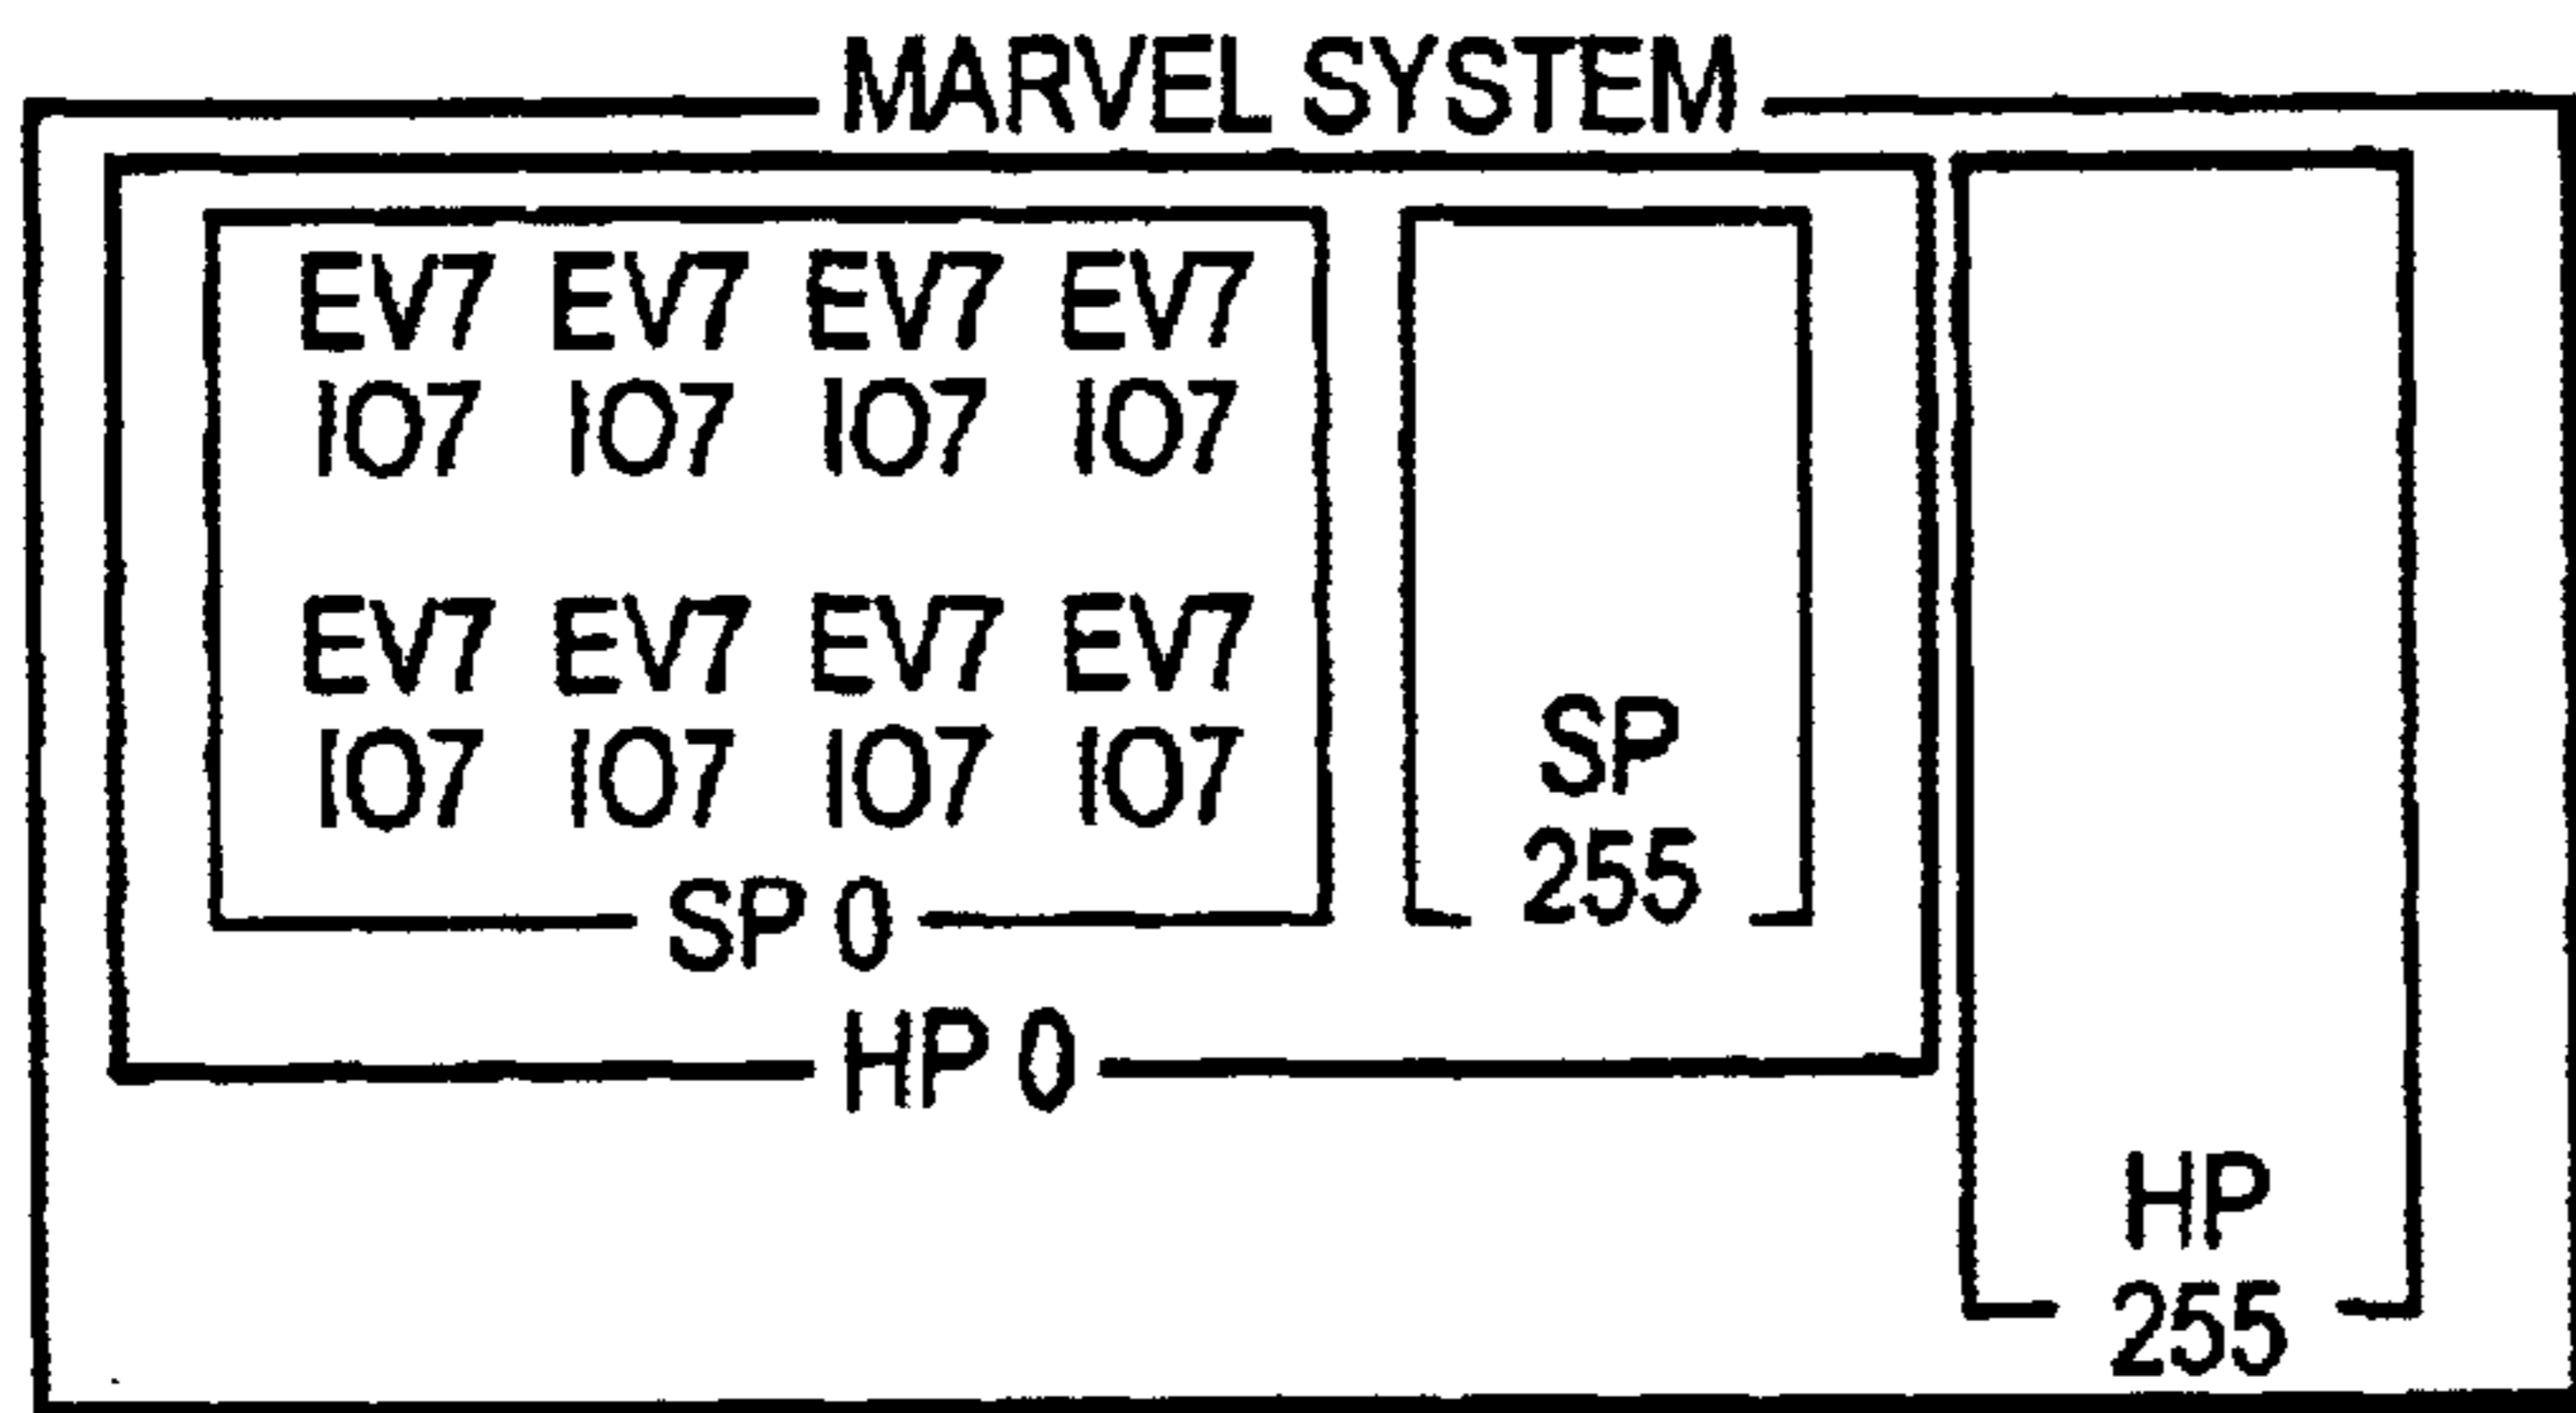 MARVEL SYSTEM
EV7 EV7 EV7 EV7
IO7 IO7 IO7 IO7
EV7 EV7 EV7 EV7
IO7 IO7 IO7 IO7
SP 0
SP
255
HP 0
HP
255